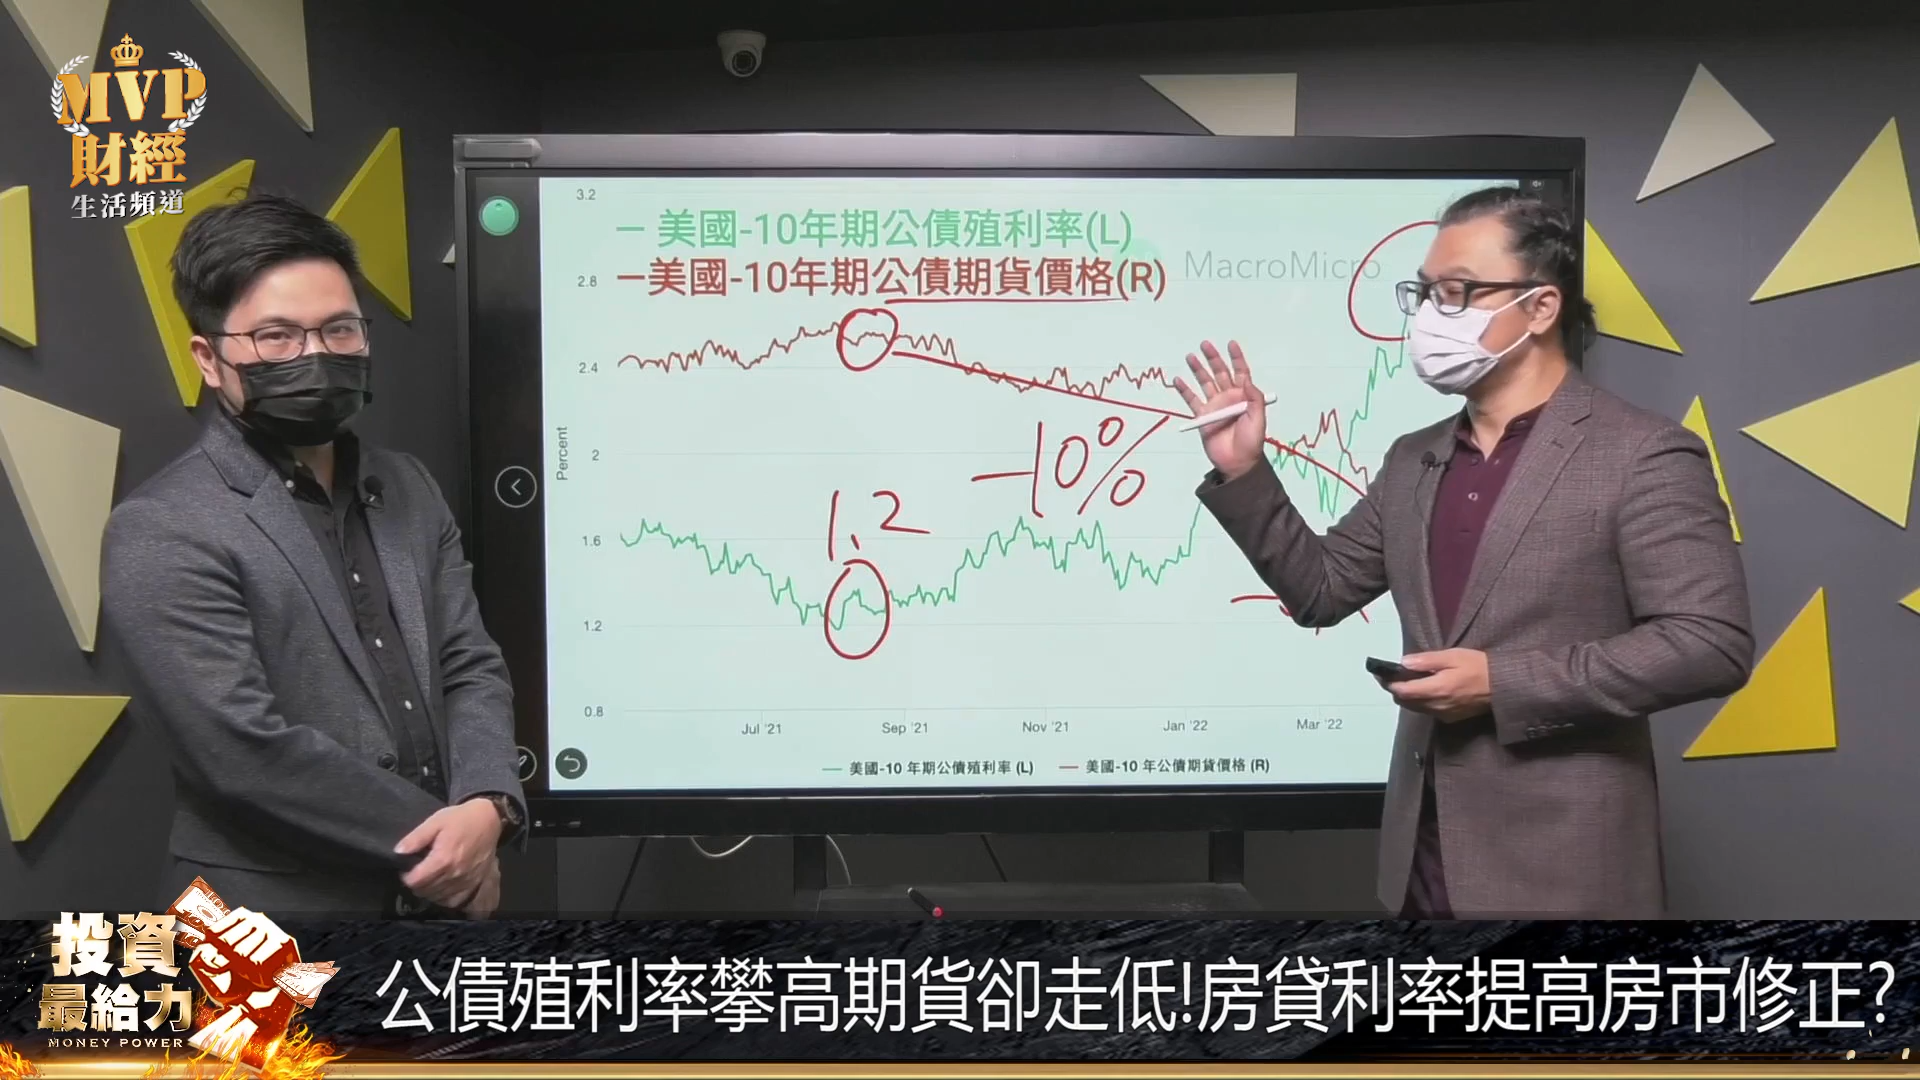 MVP
財經
生活頻道
3.2
— 美國-10年期公債殖利率(L)
MacroMicro
2.8
—美國-10年期公債期貨價格(R)
2.4
Percent
2
-10%
1.2
1.6
1.2
0.8
Jul '21
Sep '21
Nov '21
Jan '22
Mar '22
美國-10 年期公債殖利率 (L)
美國-10 年公債期貨價格 (R)
投資
最給力
MONEY POWER
公債殖利率攀高期貨卻走低!房貸利率提高房市修正?